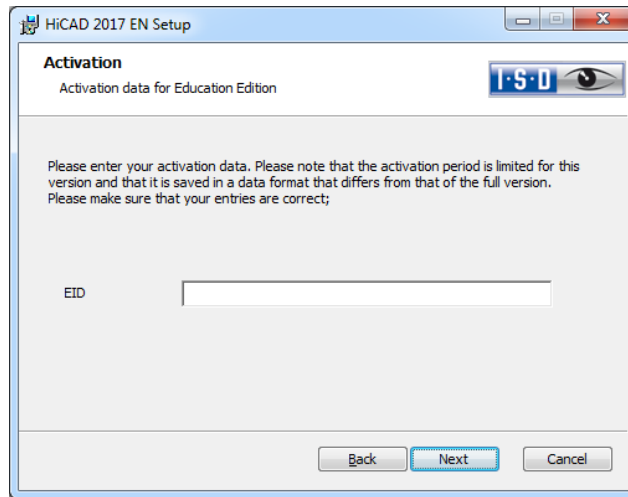 HiCAD 2017 EN Setup
Activation
Activation data for Education Edition
I·S·D
Please enter your activation data. Please note that the activation period is limited for this
version and that it is saved in a data format that differs from that of the full version.
Please make sure that your entries are correct;
EID
Back Next Cancel